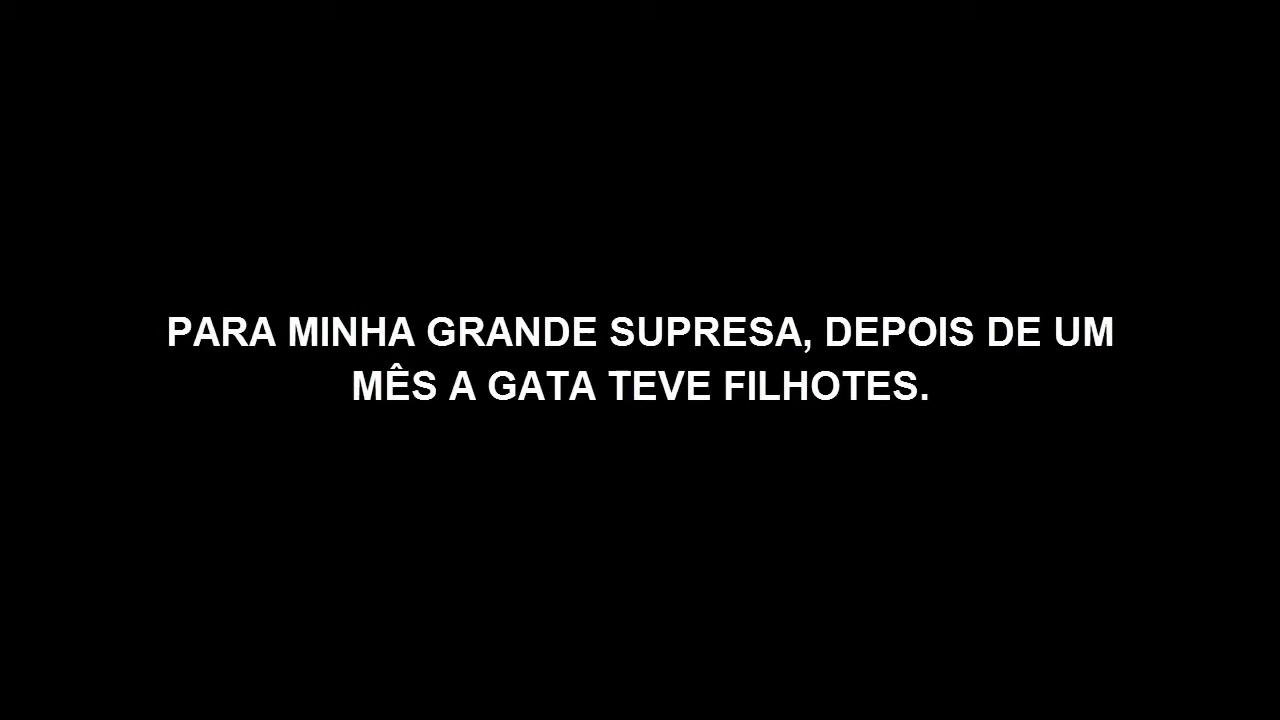 PARA MINHA GRANDE SUPRESA, DEPOIS DE UM
MÊS A GATA TEVE FILHOTES.